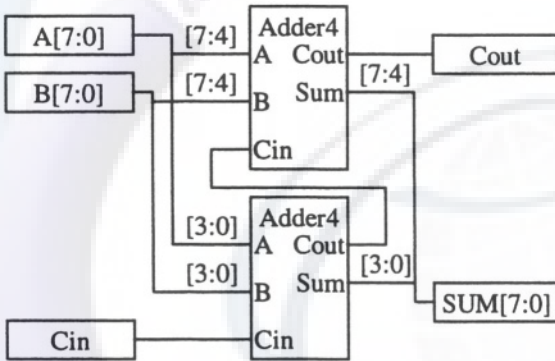 A[7:0]
B[7:0]
[7:4]
[7:4]
Adder4
A Cout
B Sum
Cin
Cout
[7:4]
[3:0]
[3:0]
Adder4
A Cout
B Sum
Cin
[3:0]
SUM[7:0]
Cin